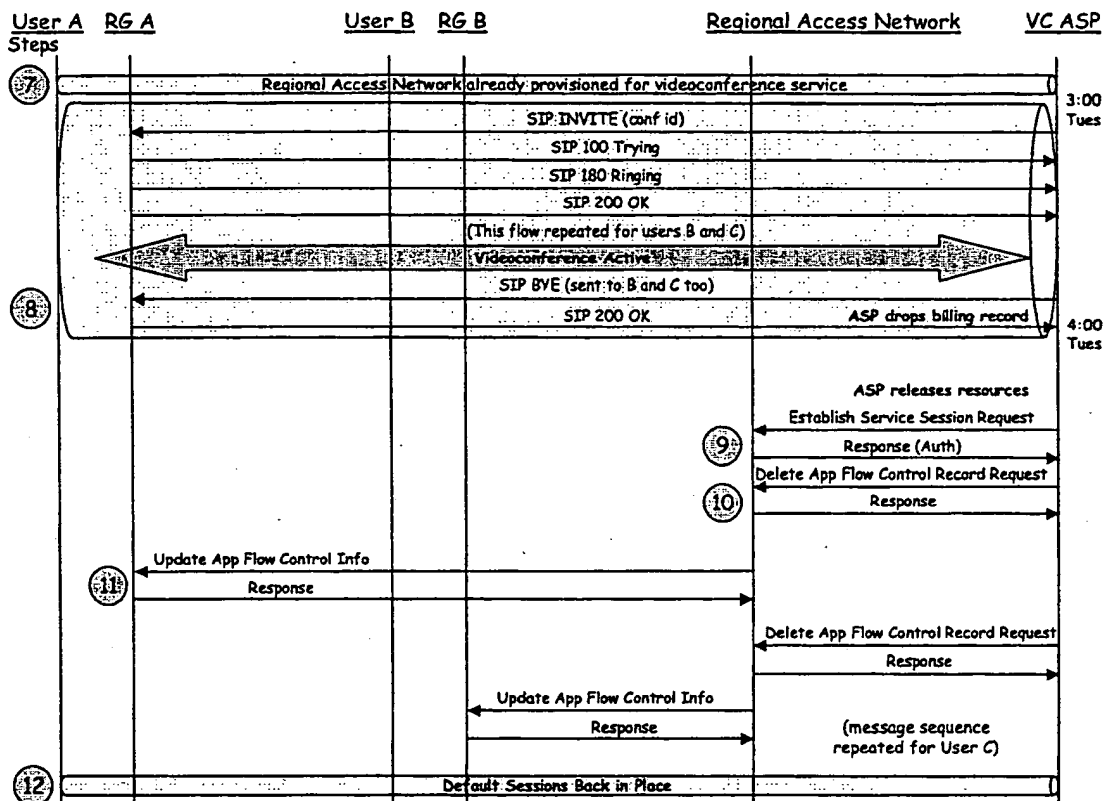 User A RG A User B RG B Regional Access Network VC ASP
Steps
7 Regional Access Network already provisioned for videoconference service
3:00
Tues
SIP INVITE (conf id)
SIP 100 Trying
SIP 180 Ringing
SIP 200 OK
(This flow repeated for users B and C)
Videoconference Active
SIP BYE (sent to B and C too)
8
SIP 200 OK ASP drops billing record
4:00
Tues
ASP releases resources
Establish Service Session Request
9 Response (Auth)
Delete App Flow Control Record Request
10 Response
Update App Flow Control Info
11 Response
Delete App Flow Control Record Request
Response
Update App Flow Control Info
Response
(message sequence
repeated for User C)
12 Default Sessions Back in Place